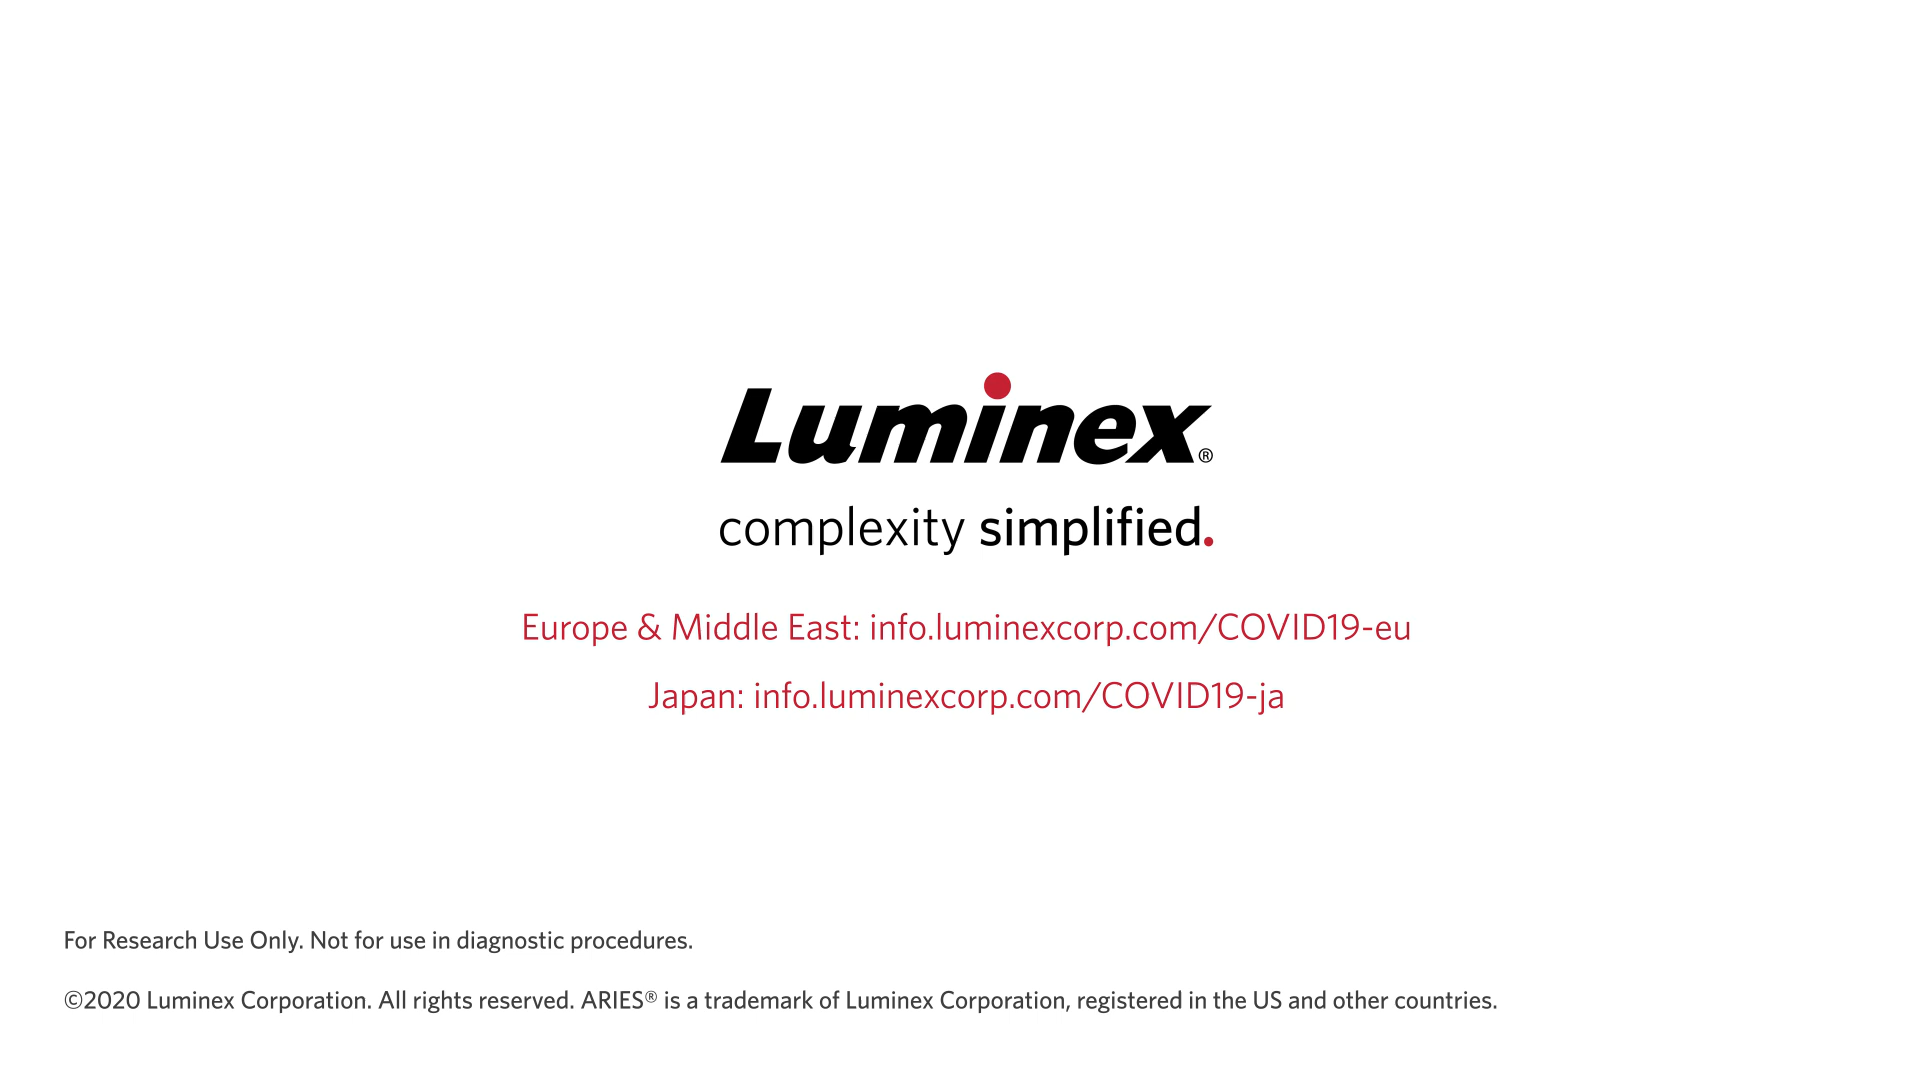 Luminex®
complexity simplified.
Europe & Middle East: info.luminexcorp.com/COVID19-eu
Japan: info.luminexcorp.com/COVID19-ja
For Research Use Only. Not for use in diagnostic procedures.
©2020 Luminex Corporation. All rights reserved. ARIES® is a trademark of Luminex Corporation, registered in the US and other countries.